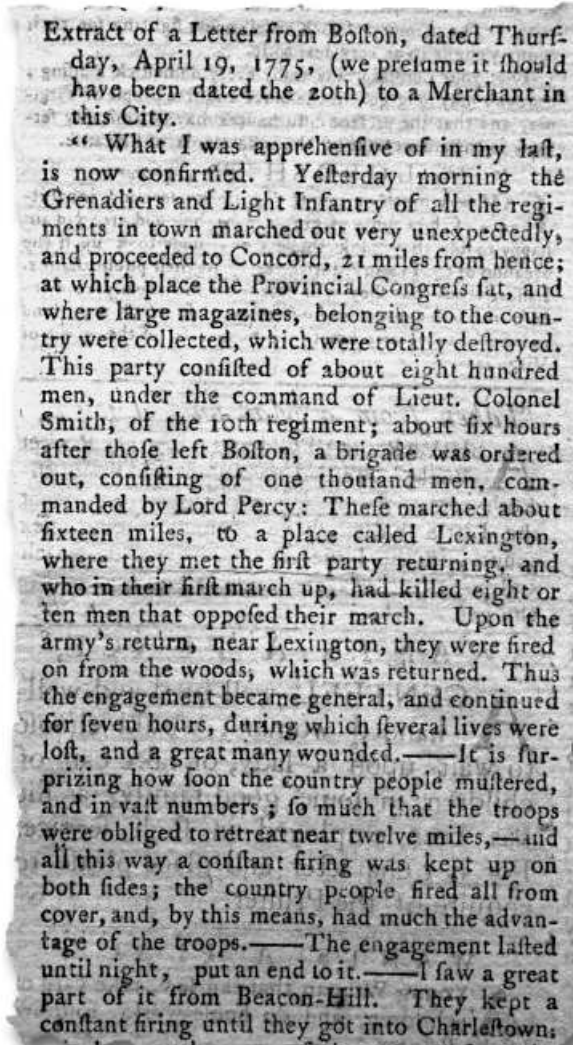 Extract of a Letter from Boſton, dated Thurſ-
day, April 19, 1775, (we preſume it ſhould
have been dated the 20th) to a Merchant in
this City.
“ What I was apprehenſive of in my laſt,
is now confirmed. Yeſterday morning the
Grenadiers and Light Infantry of all the regi-
ments in town marched out very unexpectedly,
and proceeded to Concord, 21 miles from hence;
at which place the Provincial Congreſs ſat, and
where large magazines, belonging to the coun-
try were collected, which were totally deſtroyed.
This party conſiſted of about eight hundred
men, under the command of Lieut. Colonel
Smith, of the 10th regiment; about ſix hours
after thoſe left Boſton, a brigade was ordered
out, conſiſting of one thouſand men, com-
manded by Lord Percy: Theſe marched about
ſixteen miles, to a place called Lexington,
where they met the firſt party returning, and
who in their firſt march up, had killed eight or
ten men that oppoſed their march. Upon the
army's return, near Lexington, they were fired
on from the woods, which was returned. Thus
the engagement became general, and continued
for ſeven hours, during which ſeveral lives were
loſt, and a great many wounded.——It is ſur-
prizing how ſoon the country people muſtered,
and in vaſt numbers ; ſo much that the troops
were obliged to retreat near twelve miles,—and
all this way a conſtant firing was kept up on
both ſides; the country people fired all from
cover, and, by this means, had much the advan-
tage of the troops.——The engagement laſted
until night, put an end to it.——I ſaw a great
part of it from Beacon-Hill. They kept a
conſtant firing until they got into Charleſtown;